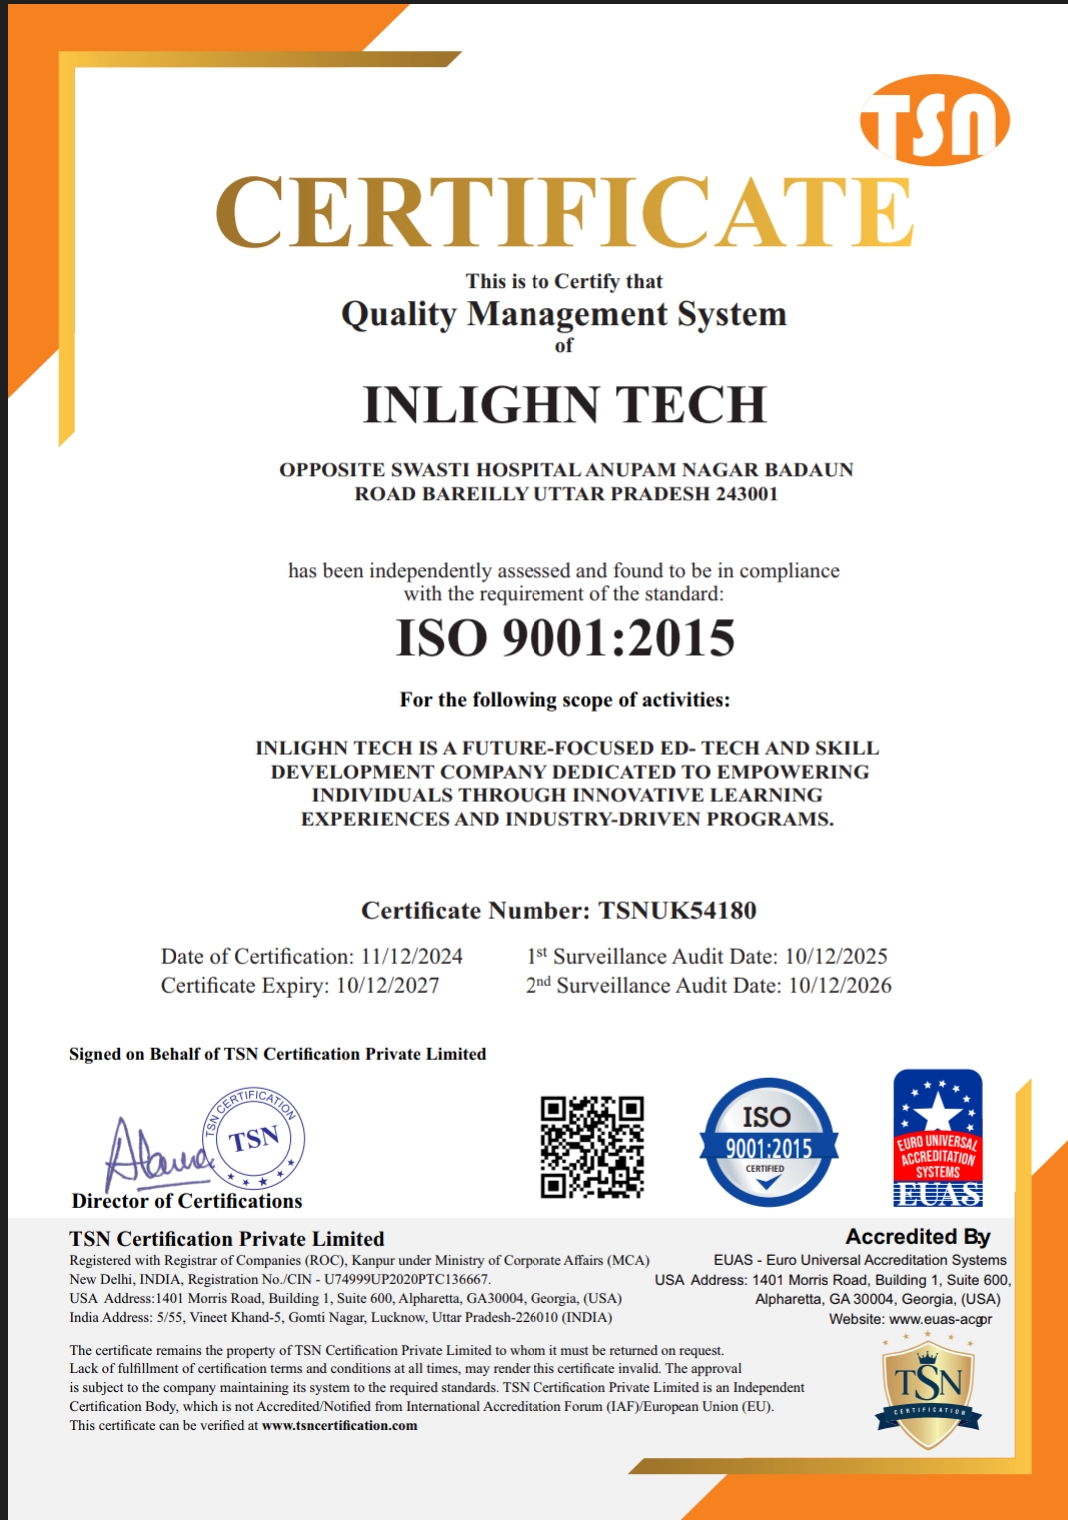 TSN
CERTIFICATE
This is to Certify that
Quality Management System
of
INLIGHN TECH
OPPOSITE SWASTI HOSPITAL ANUPAM NAGAR BADAUN
ROAD BAREILLY UTTAR PRADESH 243001
has been independently assessed and found to be in compliance
with the requirement of the standard:
ISO 9001:2015
For the following scope of activities:
INLIGHN TECH IS A FUTURE-FOCUSED ED- TECH AND SKILL
DEVELOPMENT COMPANY DEDICATED TO EMPOWERING
INDIVIDUALS THROUGH INNOVATIVE LEARNING
EXPERIENCES AND INDUSTRY-DRIVEN PROGRAMS.
Certificate Number: TSNUK54180
Date of Certification: 11/12/2024
Certificate Expiry: 10/12/2027
1st Surveillance Audit Date: 10/12/2025
2nd Surveillance Audit Date: 10/12/2026
Signed on Behalf of TSN Certification Private Limited
TSN CERTIFICATION
TSN
Director of Certifications
ISO
9001:2015
CERTIFIED
EURO UNIVERSAL
ACCREDITATION
SYSTEMS
EUAS
TSN Certification Private Limited
Registered with Registrar of Companies (ROC), Kanpur under Ministry of Corporate Affairs (MCA)
New Delhi, INDIA, Registration No./CIN - U74999UP2020PTC136667.
USA Address:1401 Morris Road, Building 1, Suite 600, Alpharetta, GA30004, Georgia, (USA)
India Address: 5/55, Vineet Khand-5, Gomti Nagar, Lucknow, Uttar Pradesh-226010 (INDIA)
Accredited By
EUAS - Euro Universal Accreditation Systems
USA Address: 1401 Morris Road, Building 1, Suite 600,
Alpharetta, GA 30004, Georgia, (USA)
Website:
The certificate remains the property of TSN Certification Private Limited to whom it must be returned on request.
Lack of fulfillment of certification terms and conditions at all times, may render this certificate invalid. The approval
is subject to the company maintaining its system to the required standards. TSN Certification Private Limited is an Independent
Certification Body, which is not Accredited/Notified from International Accreditation Forum (IAF)/European Union (EU).
This certificate can be verified at www.tsncertification.com
TSN
CERTIFICATION